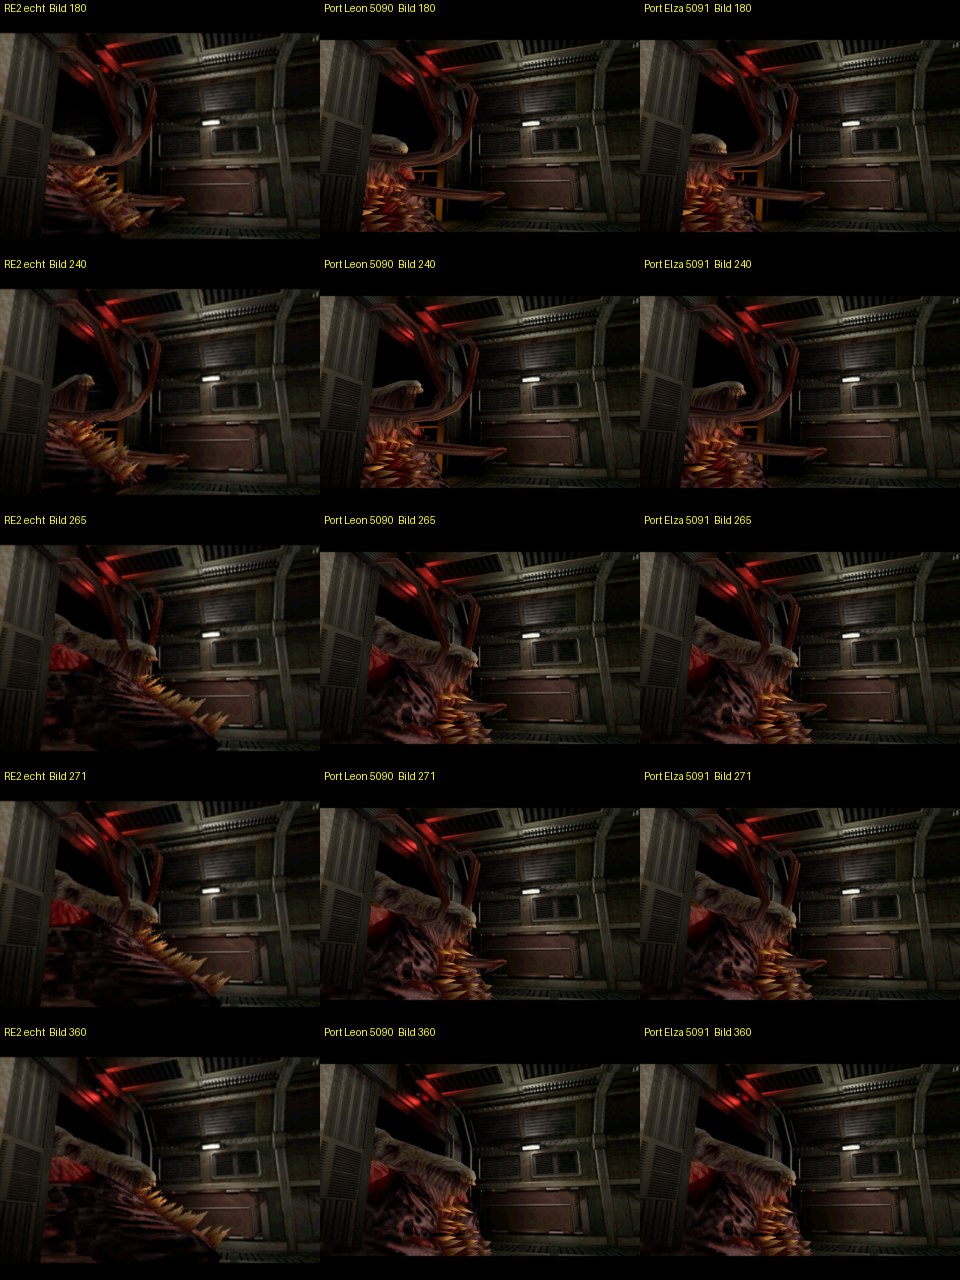 RE2 echt Bild 180
Port Leon 5090 Bild 180
Port Elza 5091 Bild 180
RE2 echt Bild 240
Port Leon 5090 Bild 240
Port Elza 5091 Bild 240
RE2 echt Bild 265
Port Leon 5090 Bild 265
Port Elza 5091 Bild 265
RE2 echt Bild 271
Port Leon 5090 Bild 271
Port Elza 5091 Bild 271
RE2 echt Bild 360
Port Leon 5090 Bild 360
Port Elza 5091 Bild 360